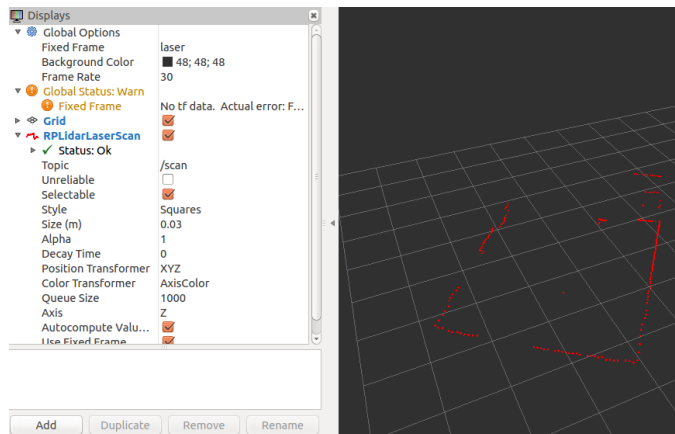 Displays
Global Options
Fixed Frame laser
Background Color 48; 48; 48
Frame Rate 30
Global Status: Warn
Fixed Frame No tf data. Actual error: F...
Grid
RPLidarLaserScan
Status: Ok
Topic /scan
Unreliable
Selectable
Style Squares
Size (m) 0.03
Alpha 1
Decay Time 0
Position Transformer XYZ
Color Transformer AxisColor
Queue Size 1000
Axis Z
Autocompute Valu...
Use Fixed Frame
Add Duplicate Remove Rename